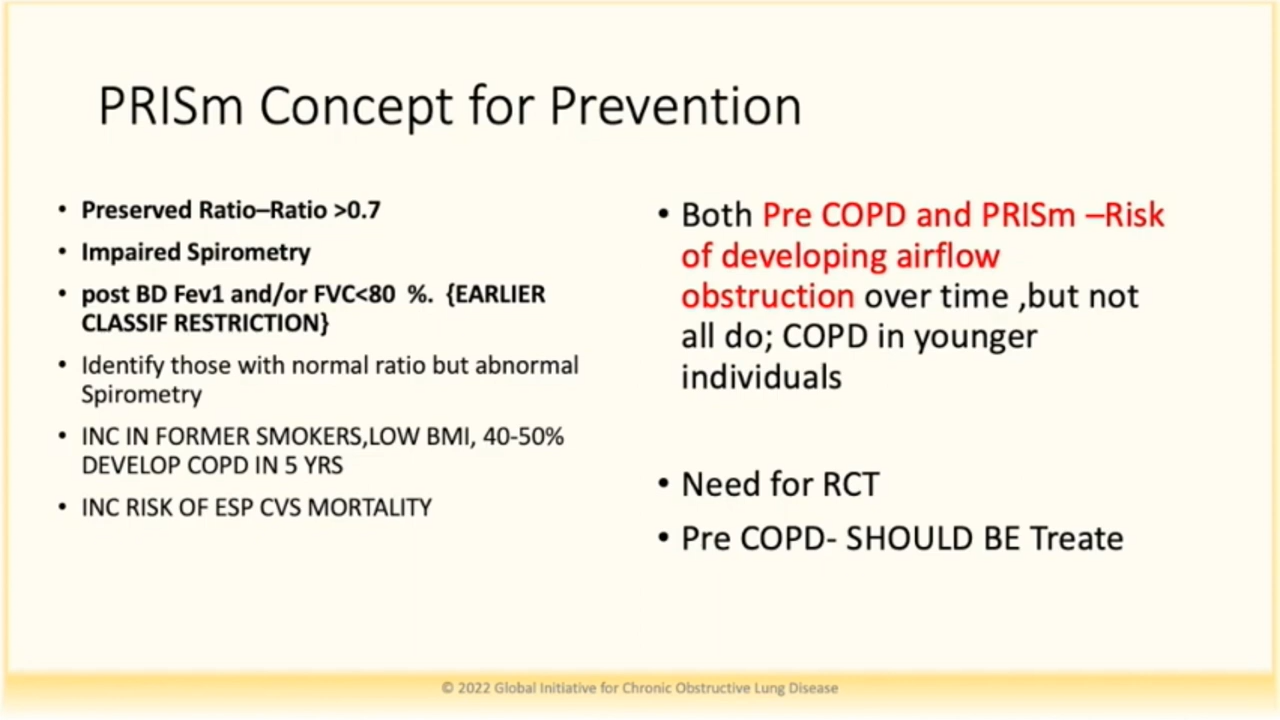 PRISm Concept for Prevention
• Preserved Ratio–Ratio >0.7
• Impaired Spirometry
• post BD Fev1 and/or FVC<80 %. {EARLIER
CLASSIF RESTRICTION}
• Identify those with normal ratio but abnormal
Spirometry
• INC IN FORMER SMOKERS,LOW BMI, 40-50%
DEVELOP COPD IN 5 YRS
• INC RISK OF ESP CVS MORTALITY
• Both Pre COPD and PRISm –Risk
of developing airflow
obstruction over time ,but not
all do; COPD in younger
individuals
• Need for RCT
• Pre COPD- SHOULD BE Treate
© 2022 Global Initiative for Chronic Obstructive Lung Disease